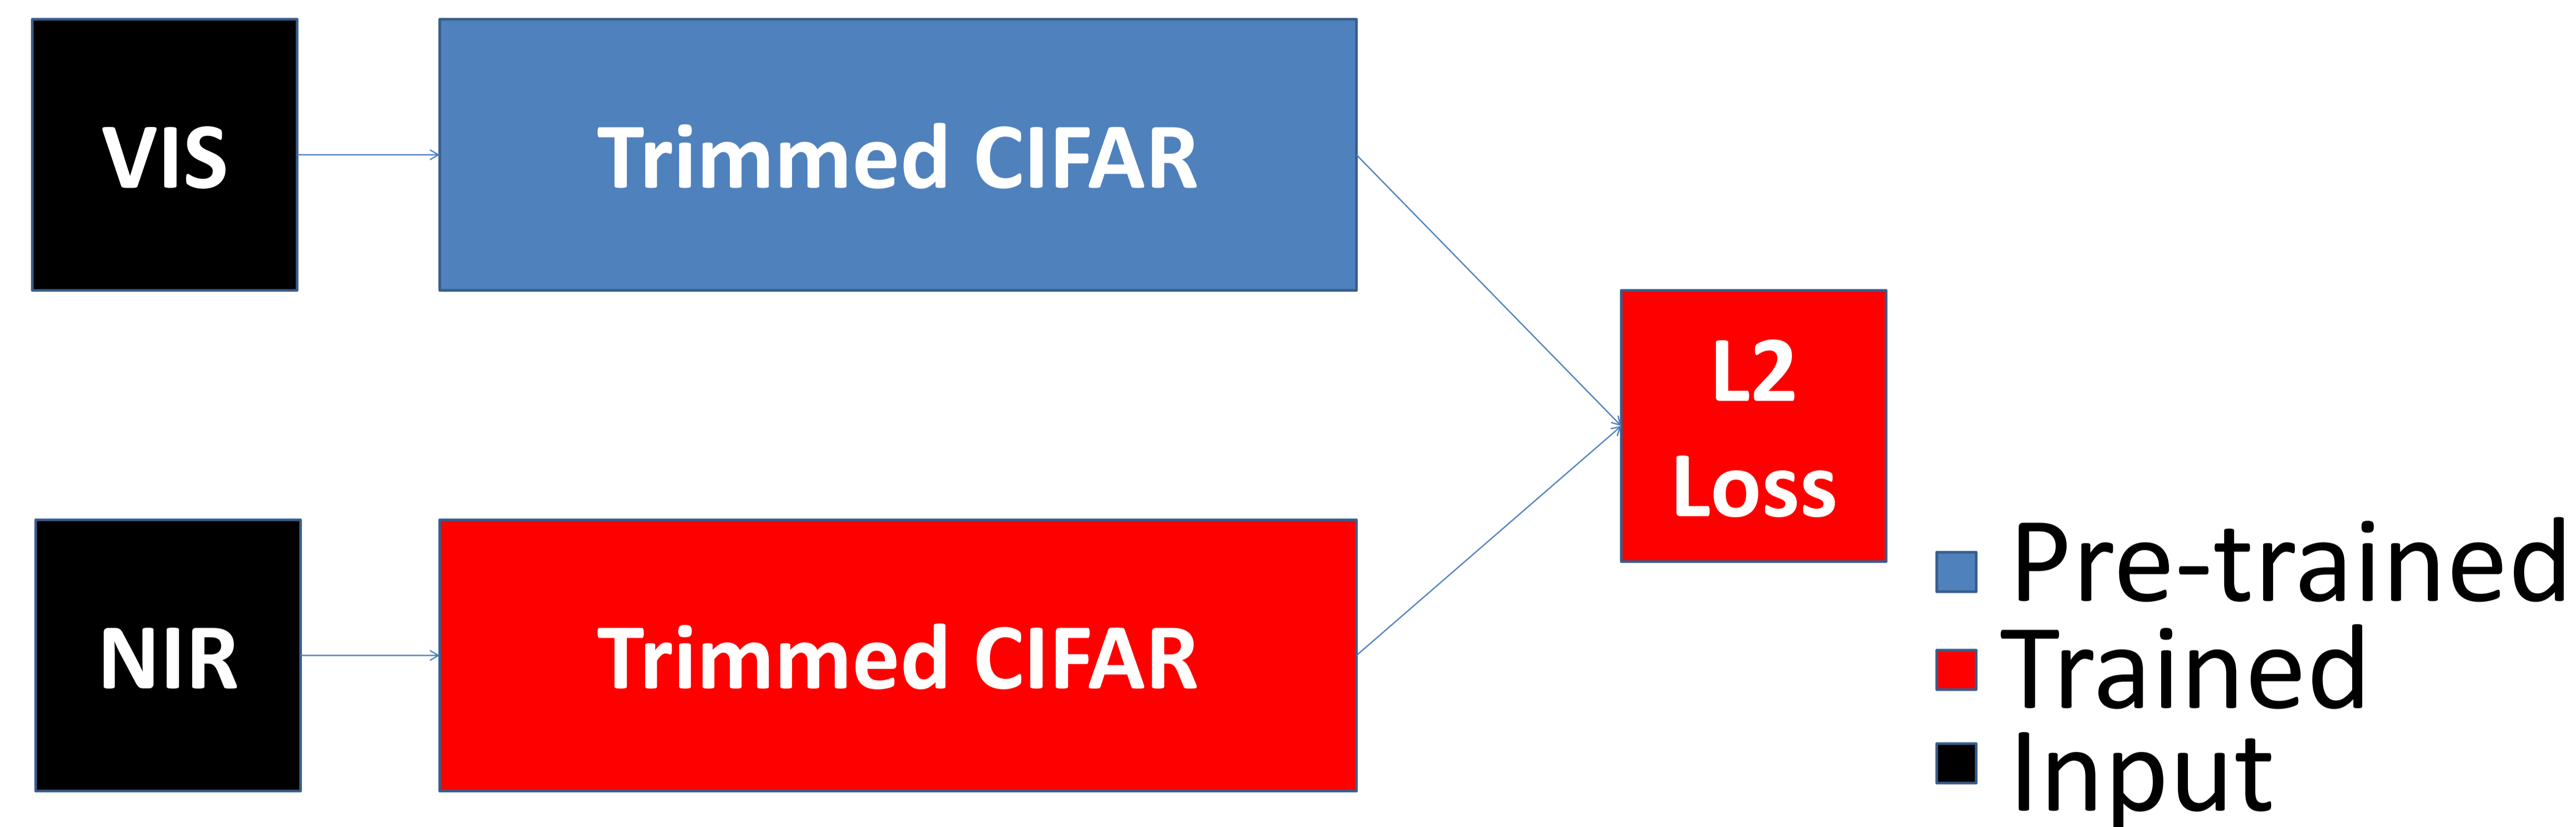 VIS
Trimmed CIFAR
L2
Loss
NIR
Trimmed CIFAR
Pre-trained
Trained
Input